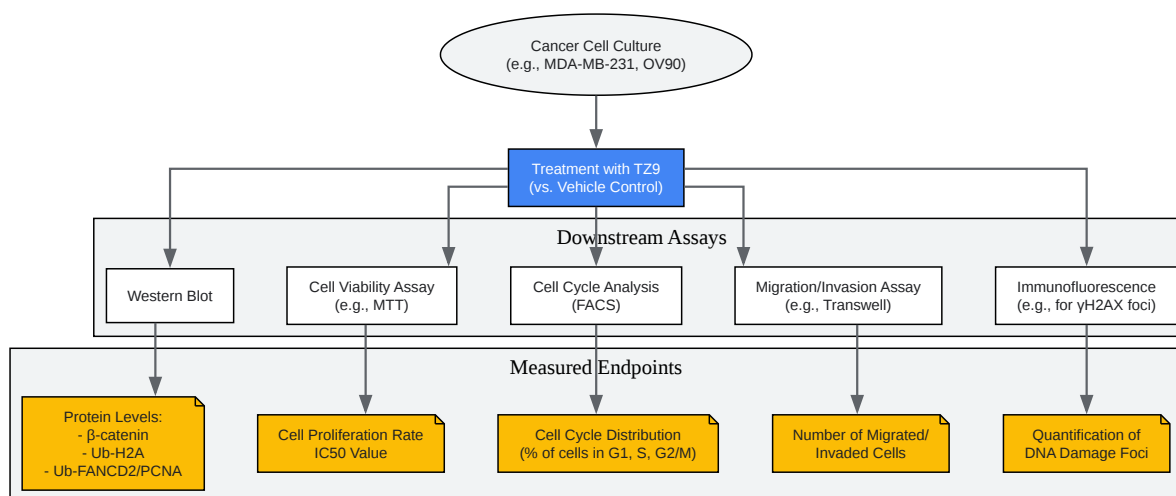 Cancer Cell Culture
(e.g., MDA-MB-231, OV90)
Treatment with TZ9
(vs. Vehicle Control)
Downstream Assays
Western Blot
Cell Viability Assay
(e.g., MTT)
Cell Cycle Analysis
(FACS)
Migration/Invasion Assay
(e.g., Transwell)
Immunofluorescence
(e.g., for γH2AX foci)
Measured Endpoints
Protein Levels:
- β-catenin
- Ub-H2A
- Ub-FANCD2/PCNA
Cell Proliferation Rate
IC50 Value
Cell Cycle Distribution
(% of cells in G1, S, G2/M)
Number of Migrated/
Invaded Cells
Quantification of
DNA Damage Foci